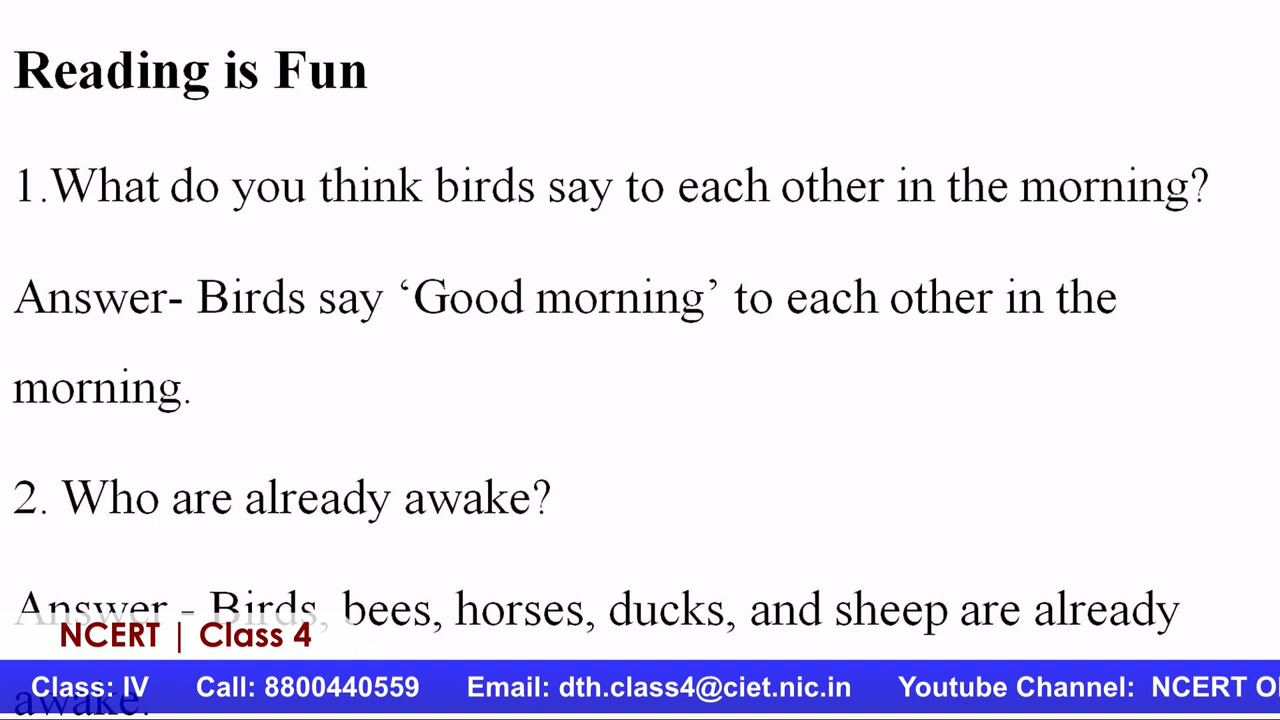 Reading is Fun
1.What do you think birds say to each other in the morning?
Answer- Birds say ‘Good morning’ to each other in the
morning.
2. Who are already awake?
Answer - Birds, bees, horses, ducks, and sheep are already
NCERT | Class 4
awake.
Class: IV Call: 8800440559 Email: dth.class4@ciet.nic.in Youtube Channel: NCERT